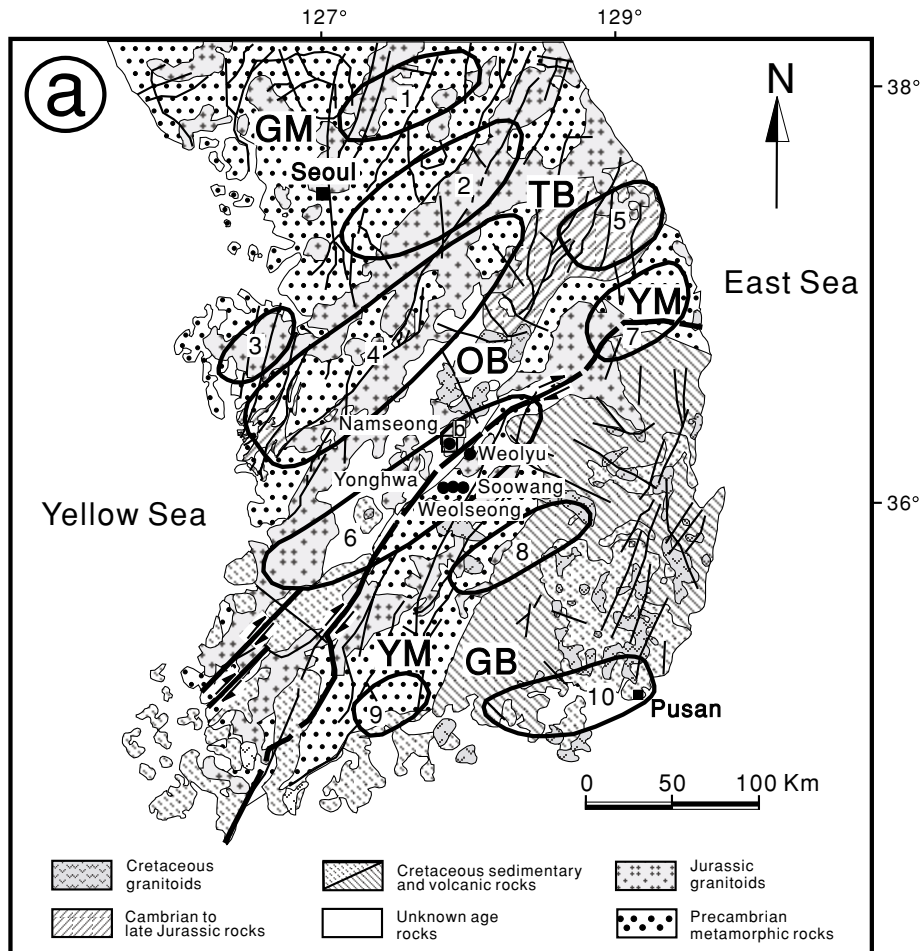 127° 129°
a
N
38°
1
GM
Seoul
2
TB
5
East Sea
YM
7
3
4
OB
Namseong b
Weolyu
Yonghwa Soowang
Weolseong
Yellow Sea
36°
6
8
YM
GB
9
10
Pusan
0 50 100 Km
Cretaceous
granitoids
Cretaceous sedimentary
and volcanic rocks
Jurassic
granitoids
Cambrian to
late Jurassic rocks
Unknown age
rocks
Precambrian
metamorphic rocks